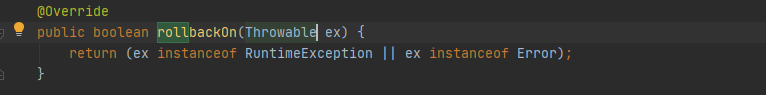 @Override
public boolean rollbackOn(Throwable ex) {
return (ex instanceof RuntimeException || ex instanceof Error);
}